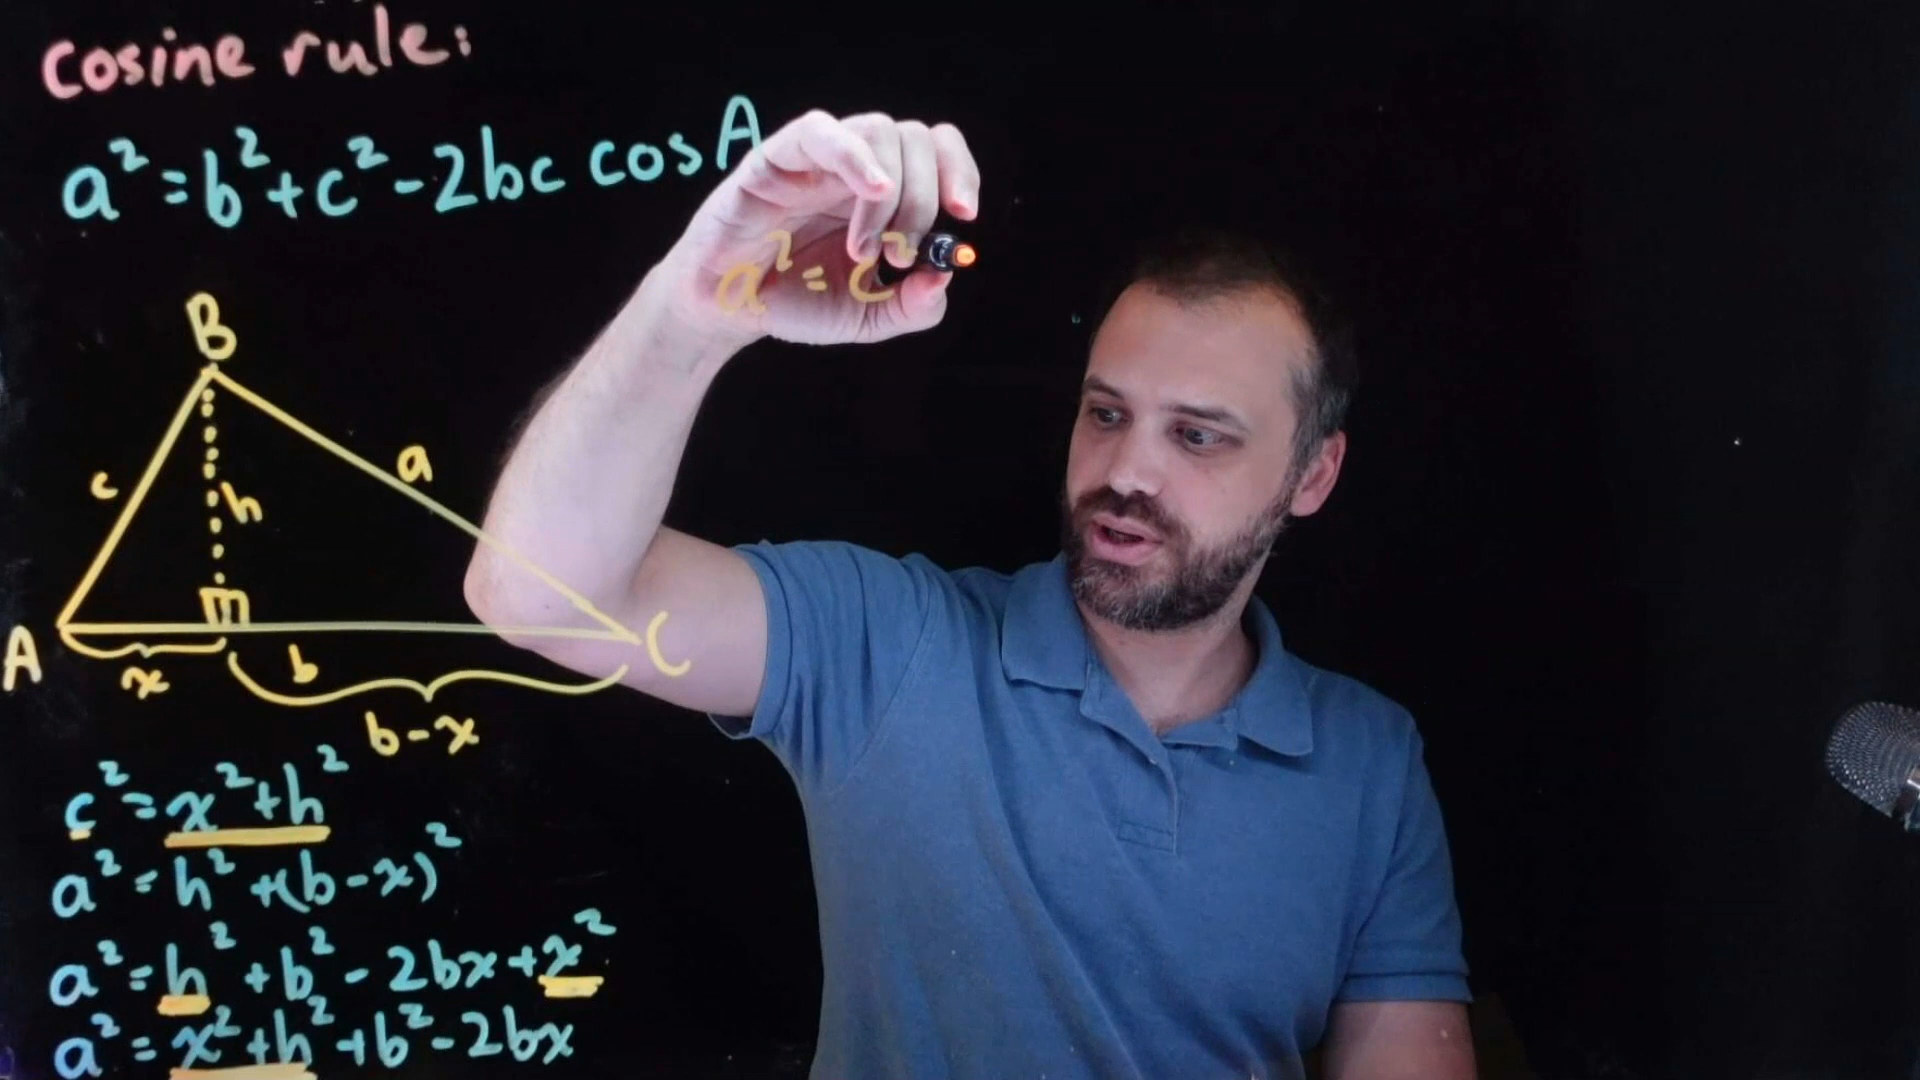 Cosine rule:
a² = b² + c² - 2bc cos A
a² = c²
B
c
a
h
A
x
b
C
b - x
c² = x² + h²
a² = h² + (b - x)²
a² = h² + b² - 2bx + x²
a² = x² + h² + b² - 2bx